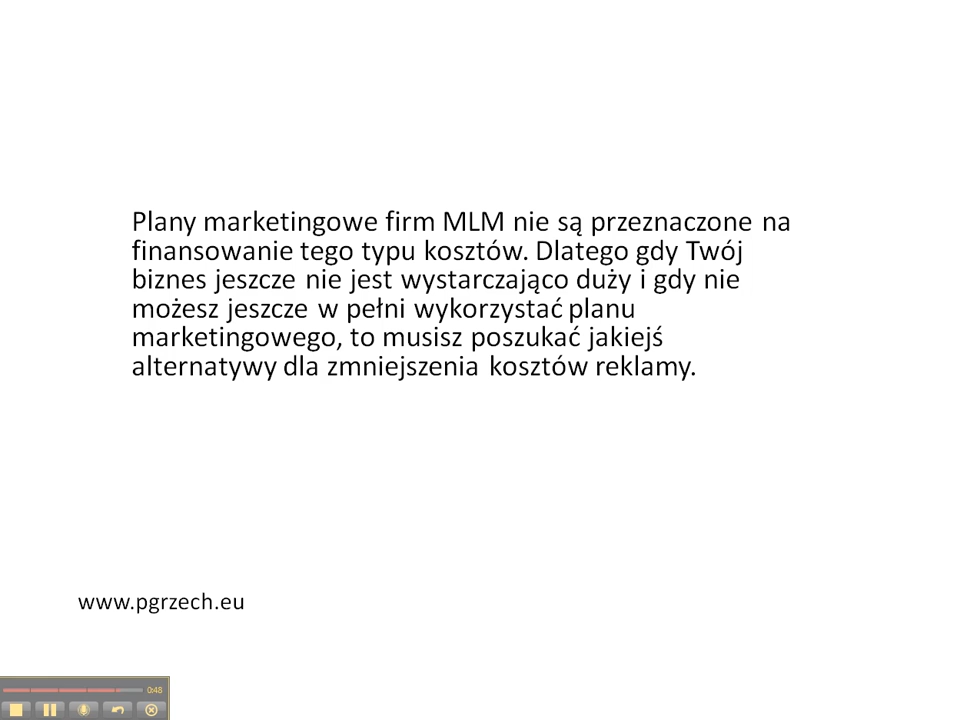 Plany marketingowe firm MLM nie są przeznaczone na
finansowanie tego typu kosztów. Dlatego gdy Twój
biznes jeszcze nie jest wystarczająco duży i gdy nie
możesz jeszcze w pełni wykorzystać planu
marketingowego, to musisz poszukać jakiejś
alternatywy dla zmniejszenia kosztów reklamy.
www.pgrzech.eu
0:48